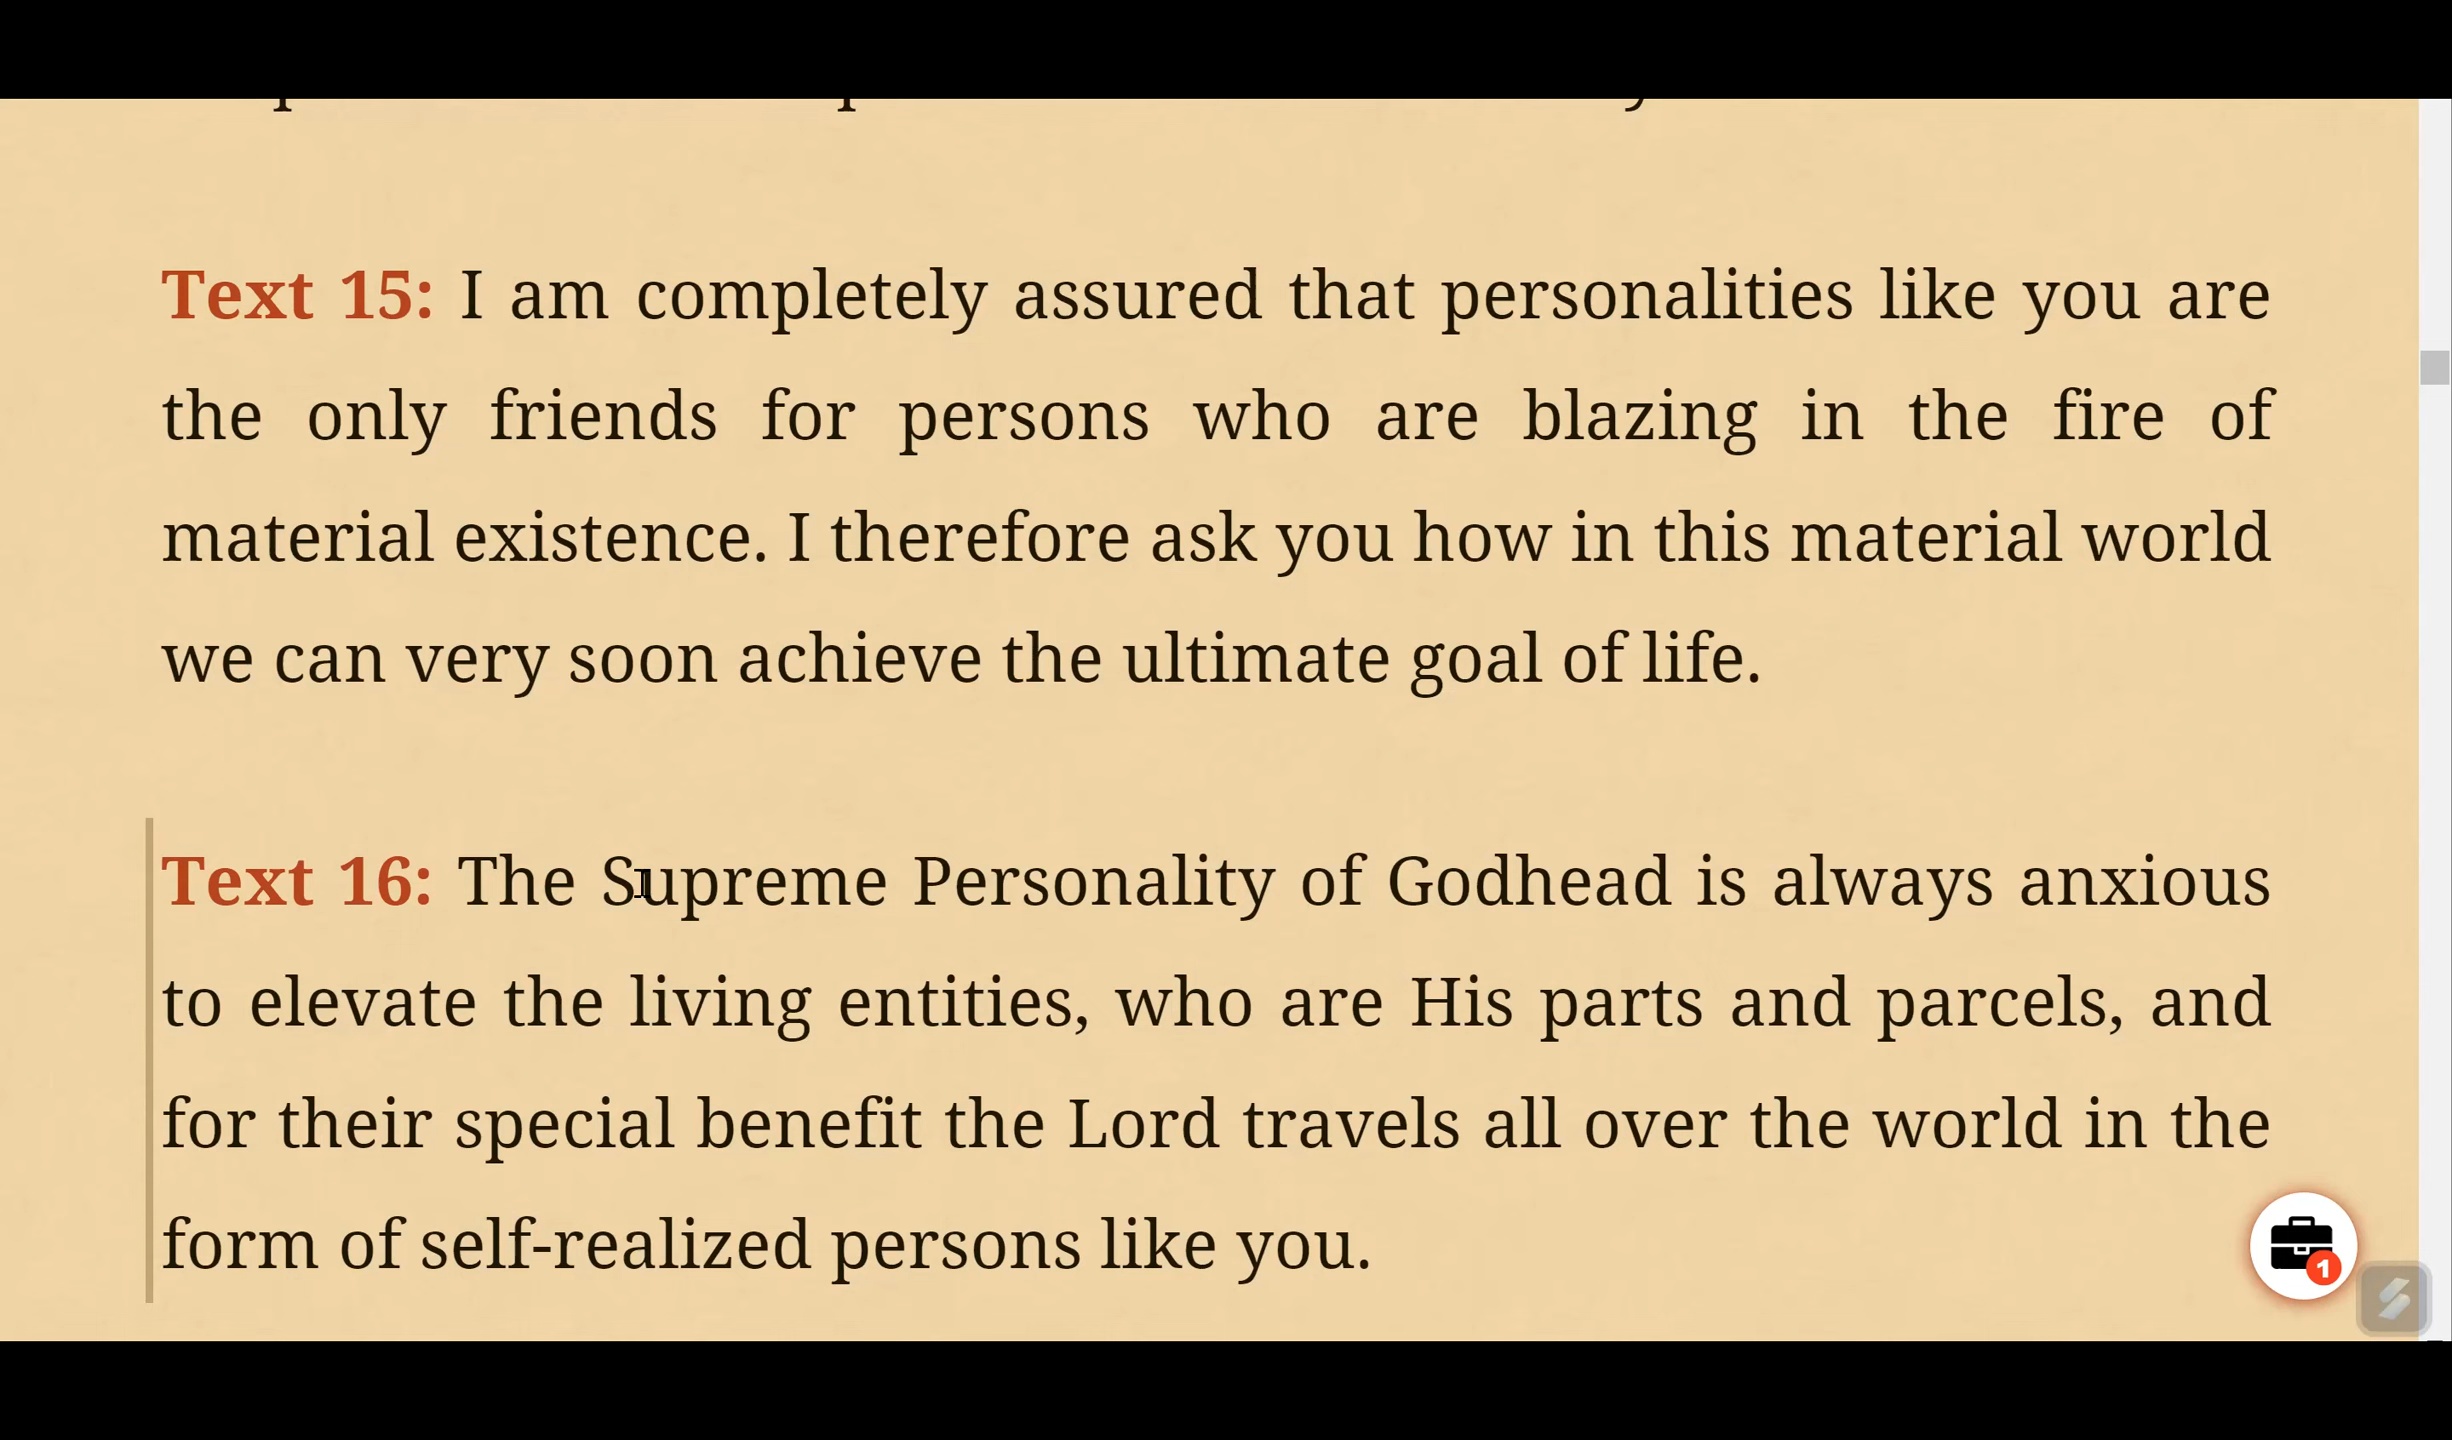 Text 15: I am completely assured that personalities like you are
the only friends for persons who are blazing in the fire of
material existence. I therefore ask you how in this material world
we can very soon achieve the ultimate goal of life.
Text 16: The Supreme Personality of Godhead is always anxious
to elevate the living entities, who are His parts and parcels, and
for their special benefit the Lord travels all over the world in the
form of self-realized persons like you.
1